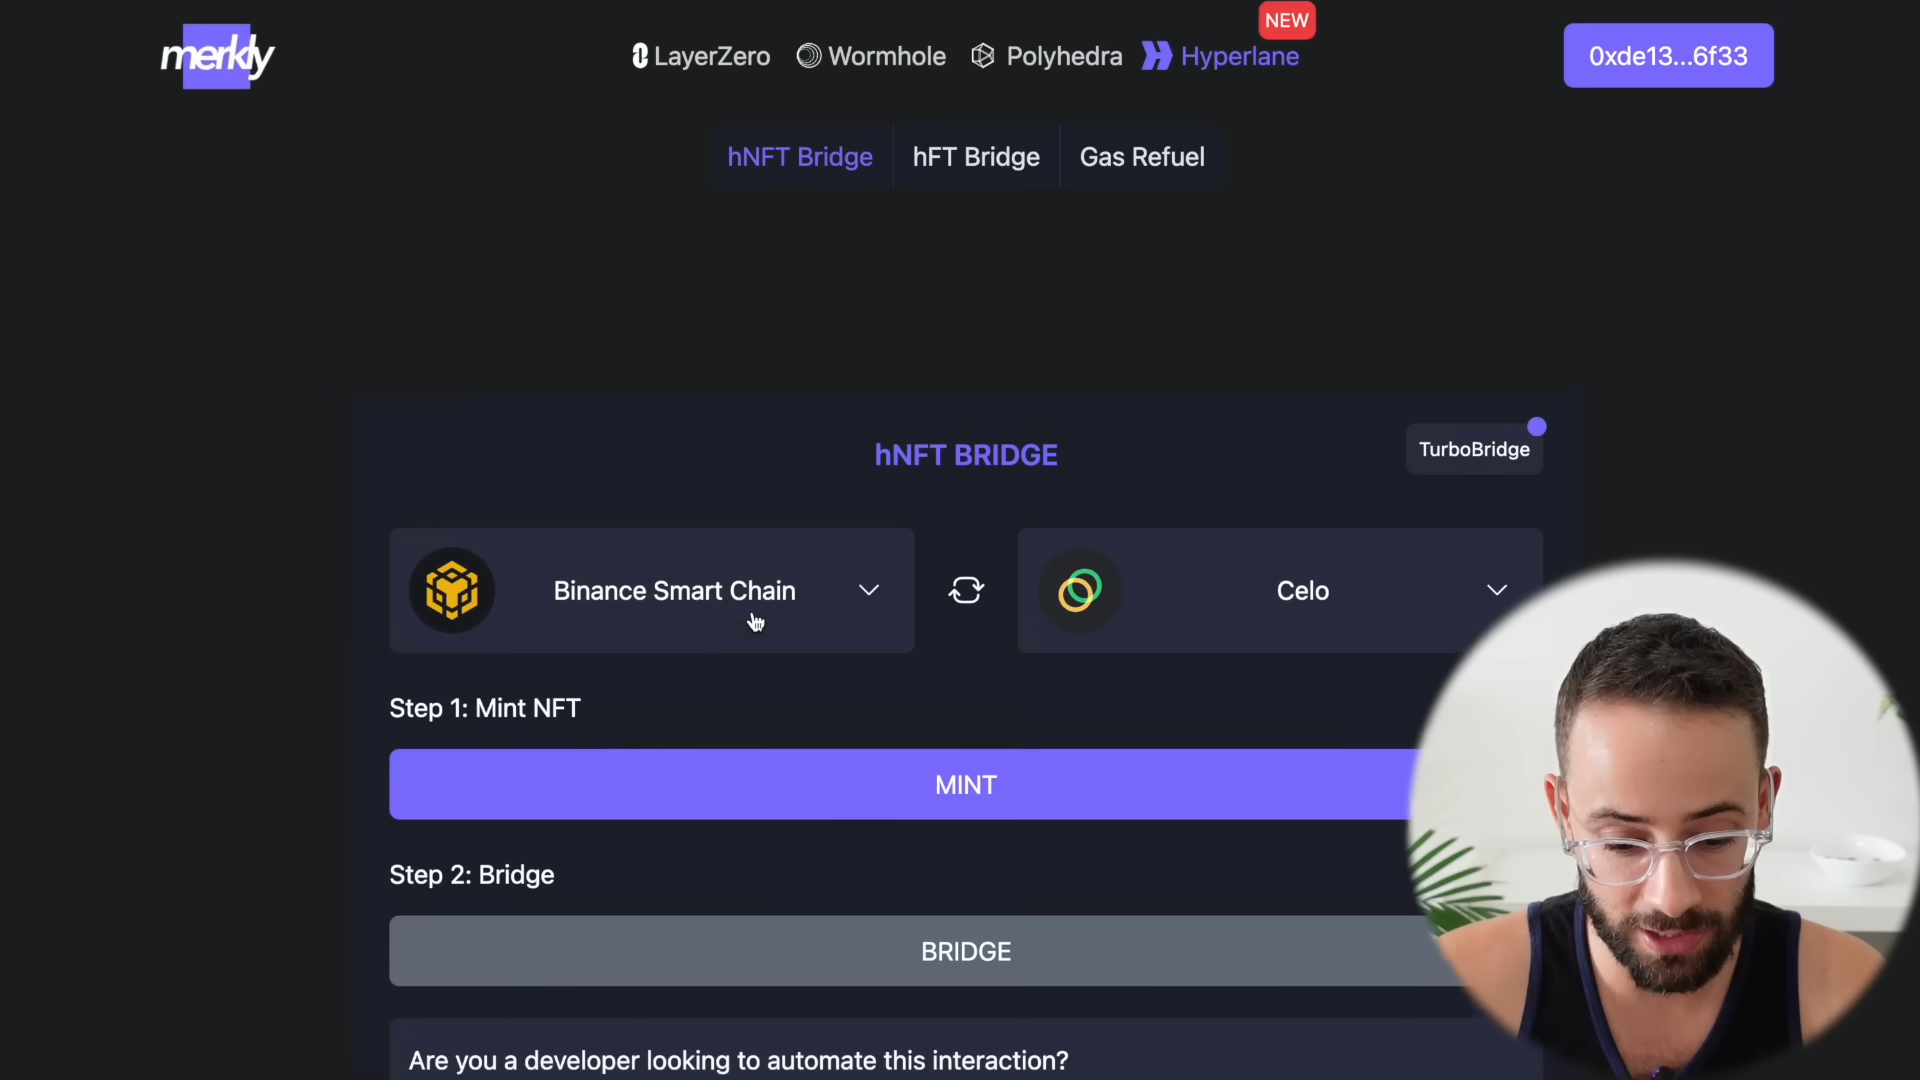 merkly
LayerZero
Wormhole
Polyhedra
Hyperlane
NEW
0xde13...6f33
hNFT Bridge
hFT Bridge
Gas Refuel
hNFT BRIDGE
TurboBridge
Binance Smart Chain
Celo
Step 1: Mint NFT
MINT
Step 2: Bridge
BRIDGE
Are you a developer looking to automate this interaction?